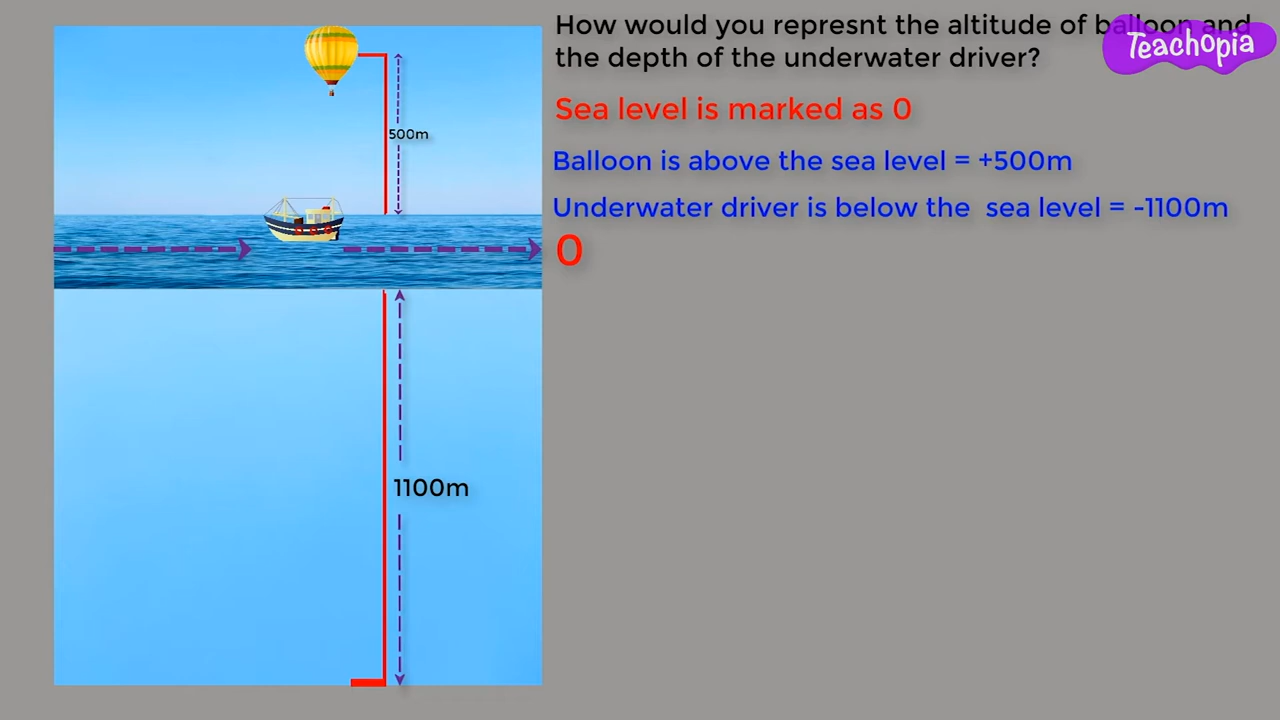 How would you represnt the altitude of balloon and
the depth of the underwater driver?
Teachopia
Sea level is marked as 0
Balloon is above the sea level = +500m
Underwater driver is below the sea level = -1100m
0
500m
1100m